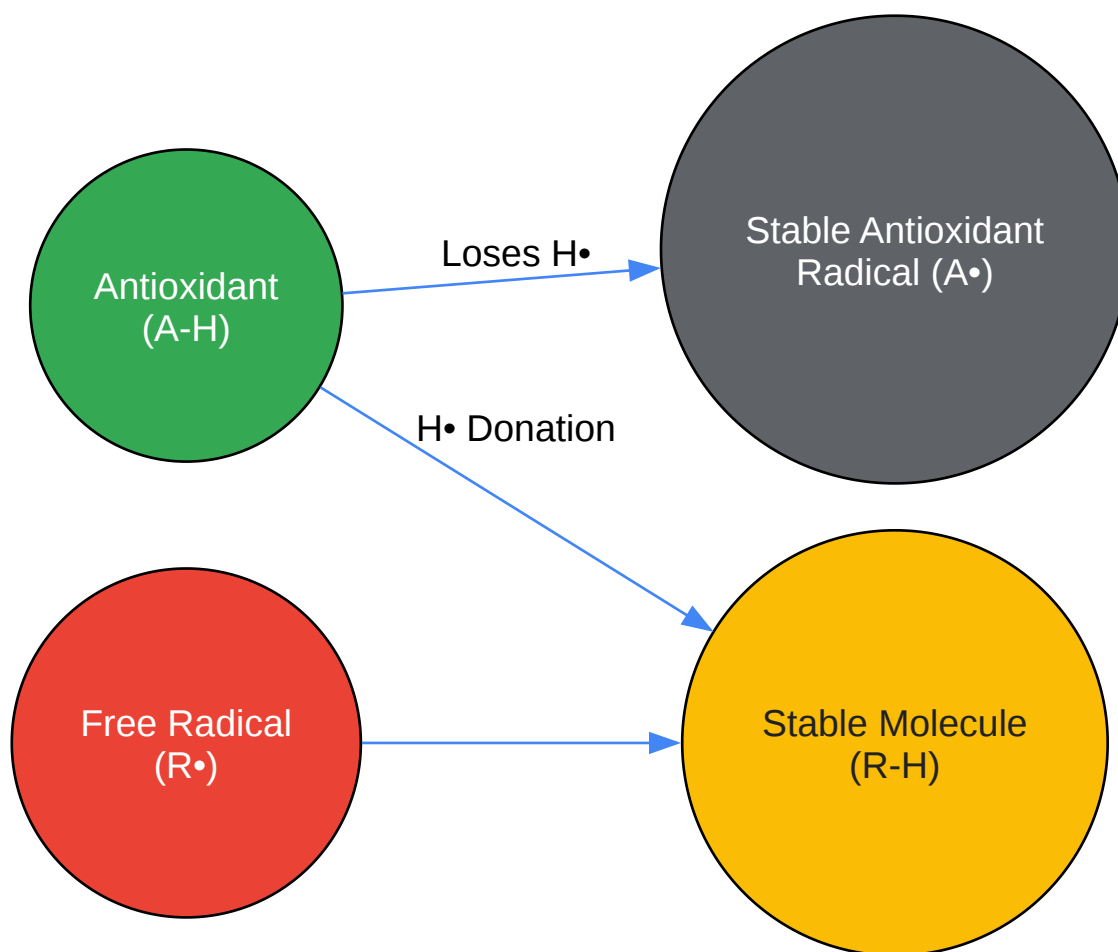 Antioxidant
(A-H)
Loses H•
Stable Antioxidant
Radical (A•)
H• Donation
Free Radical
(R•)
Stable Molecule
(R-H)